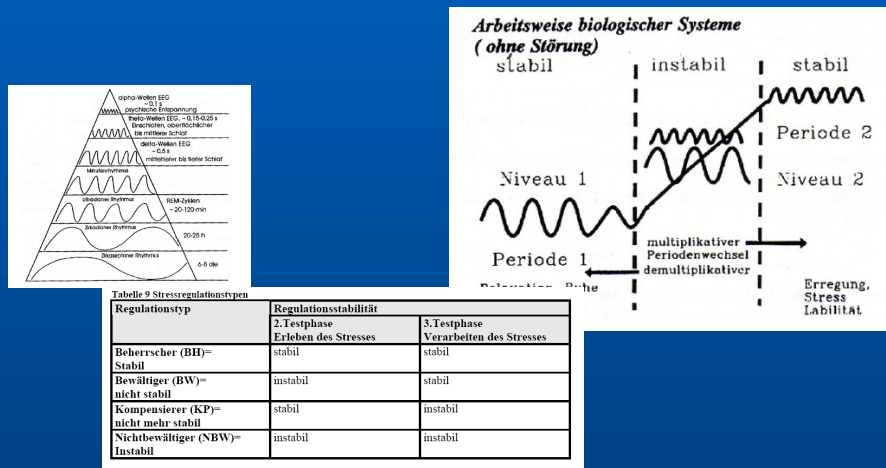 alpha-Wellen EEG
~ 0,1 s
psychische Entspannung
theta-Wellen EEG, ~ 0,15-0,25 s
Einschlafen, oberflächlicher
bis mittlerer Schlaf
delta-Wellen EEG
~ 0,5 s
mitteltiefer bis tiefer Schlaf
Minutenrhythmus
Ultradianer Rhythmus
REM-Zyklen
~ 20-120 min
Zirkadianer Rhythmus
20-28 h
Zirkaseptaner Rhythmus
6-8 die
Arbeitsweise biologischer Systeme
( ohne Störung)
stabil
instabil
stabil
Periode 2
Niveau 1
Niveau 2
Periode 1
multiplikativer
Periodenwechsel
demultiplikativer
Erregung,
Stress
Labilität
Tabelle 9 Stressregulationstypen
Regulationstyp Regulationsstabilität
2.Testphase 3.Testphase
Erleben des Stresses Verarbeiten des Stresses
Beherrscher (BH)= stabil stabil
Stabil
Bewältiger (BW)= instabil stabil
nicht stabil
Kompensierer (KP)= stabil instabil
nicht mehr stabil
Nichtbewältiger (NBW)= instabil instabil
Instabil